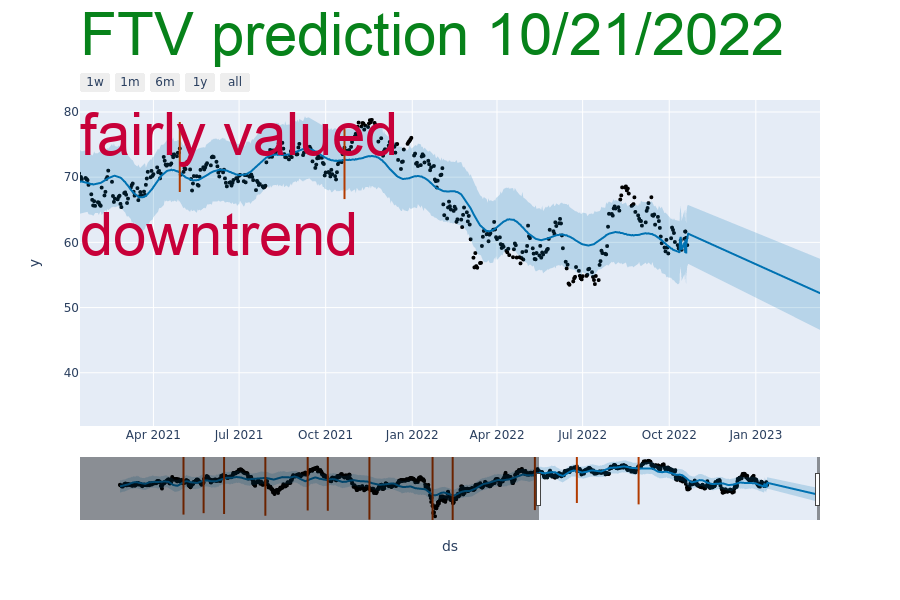 FTV prediction 10/21/2022
1w 1m 6m 1y all
80
fairly valued
70
downtrend
60
y
50
40
Apr 2021 Jul 2021 Oct 2021 Jan 2022 Apr 2022 Jul 2022 Oct 2022 Jan 2023
ds